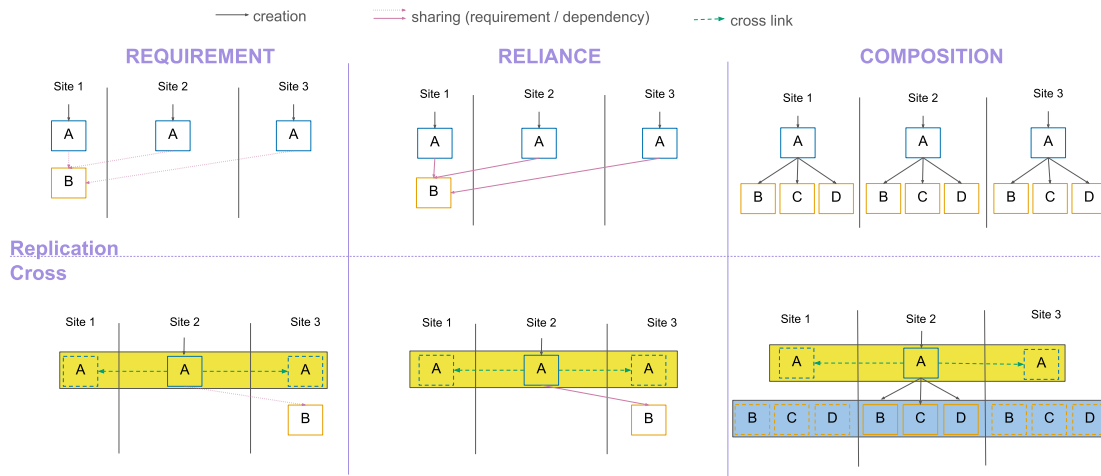 creation
sharing (requirement / dependency)
cross link
REQUIREMENT
RELIANCE
COMPOSITION
Site 1 Site 2 Site 3
A A A
B
Site 1 Site 2 Site 3
A A A
B
Site 1 Site 2 Site 3
A A A
B C D B C D B C D
Replication
Cross
Site 1 Site 2 Site 3
A A A
B
Site 1 Site 2 Site 3
A A A
B
Site 1 Site 2 Site 3
A A A
B C D B C D B C D